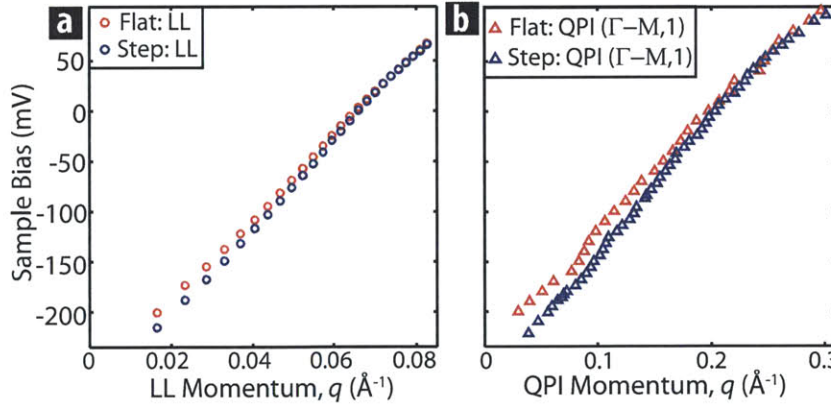 a
Flat: LL
Step: LL
b
Flat: QPI (Γ−M,1)
Step: QPI (Γ−M,1)
Sample Bias (mV)
50
0
-50
-100
-150
-200
0 0.02 0.04 0.06 0.08
LL Momentum, q (Å⁻¹)
0 0.1 0.2 0.3
QPI Momentum, q (Å⁻¹)